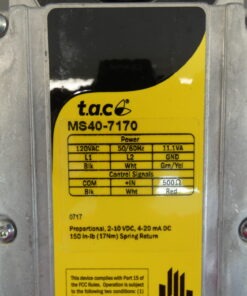 t.a.c
MS40-7170
Power
120VAC 50/60Hz 11.1VA
L1 L2 GND
Blk Wht Grn/Yel
Control Signals
COM +IN 500Ω
Blk Wht Red
0717
Proportional, 2-10 VDC, 4-20 mA DC
150 in-lb (17Nm) Spring Return
This device complies with Part 15 of
the FCC Rules. Operation is subject to
the following two conditions: (1)